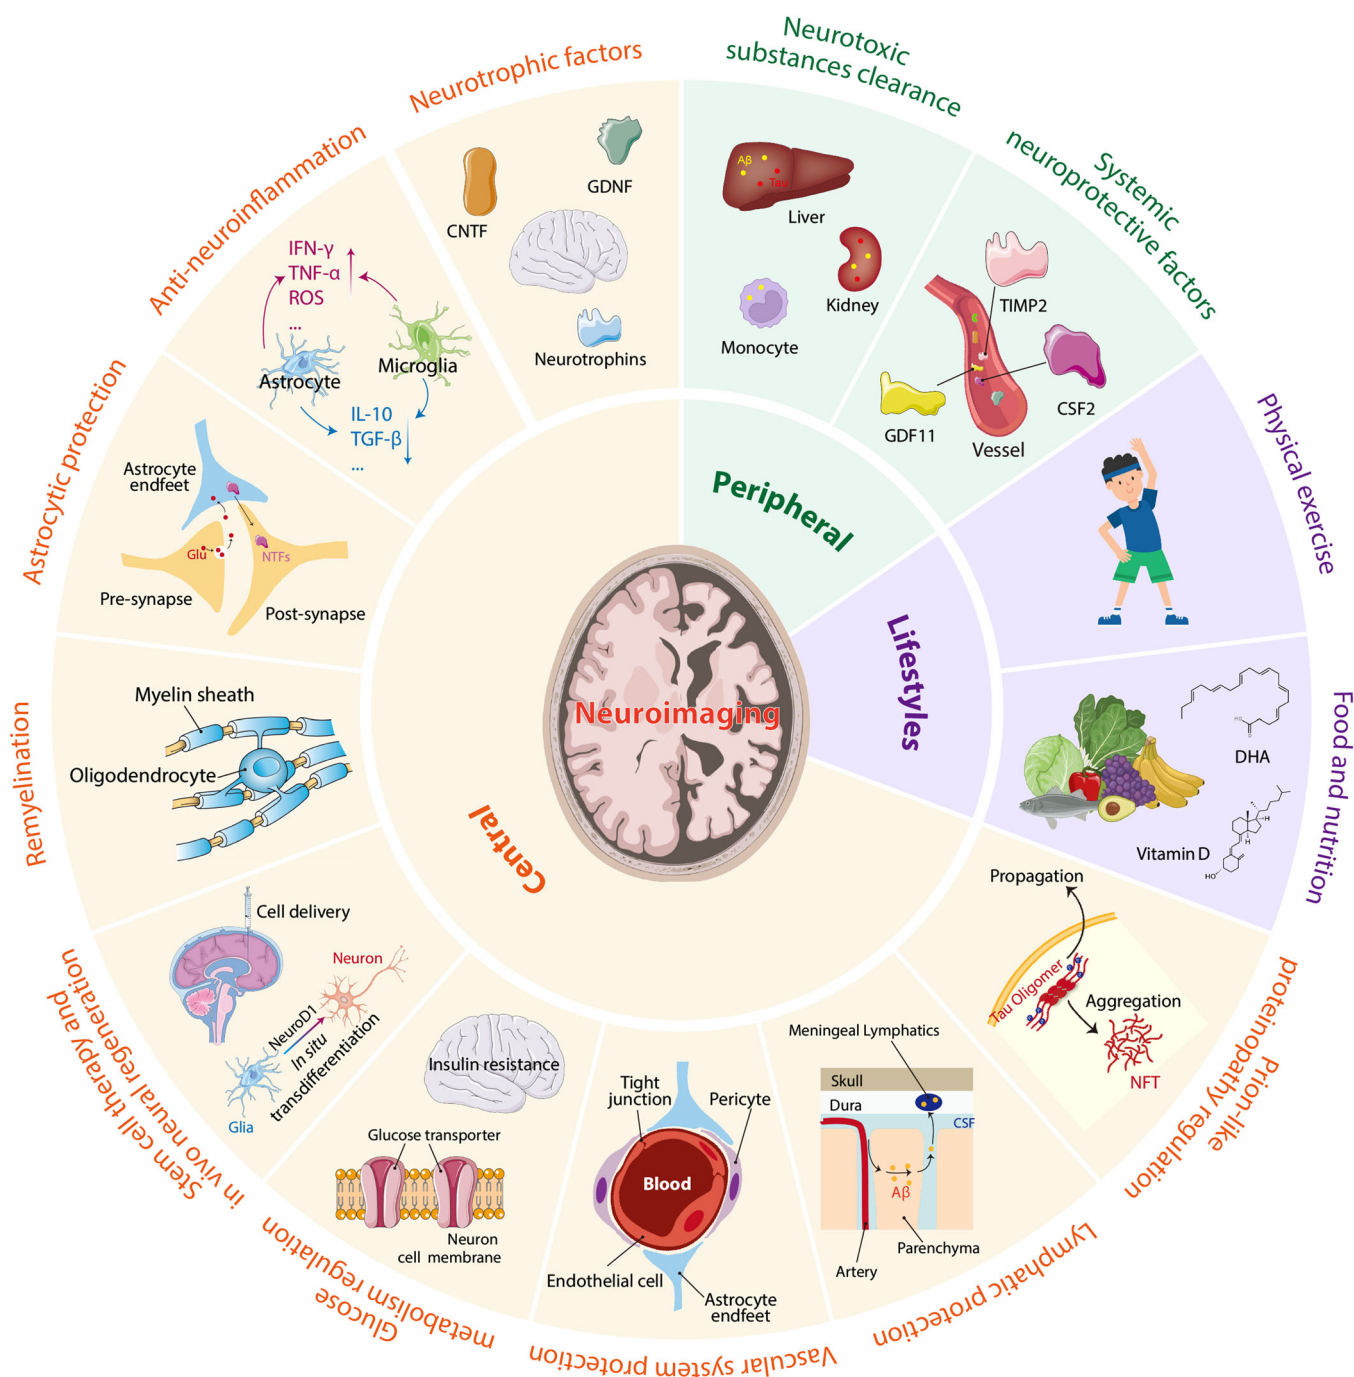 Neurotrophic factors
GDNF
CNTF
Neurotrophins
Neurotoxic
substances clearance
Aβ
Tau
Liver
Kidney
Monocyte
Systemic
neuroprotective factors
TIMP2
CSF2
GDF11
Vessel
Physical exercise
Food and nutrition
DHA
HO
O
Vitamin D
H
H
HO
Prion-like
proteinopathy regulation
Propagation
Tau Oligomer
Aggregation
NFT
Lymphatic protection
Meningeal Lymphatics
Skull
Dura
CSF
Aβ
Parenchyma
Artery
Vascular system protection
Tight
junction
Pericyte
Blood
Endothelial cell
Astrocyte
endfeet
Glucose
metabolism regulation
Insulin resistance
Glucose transporter
Neuron
cell membrane
Stem cell therapy and
in vivo neural regeneration
Cell delivery
Neuron
NeuroD1
In situ
transdifferentiation
Glia
Remyelination
Myelin sheath
Oligodendrocyte
Astrocytic protection
Astrocyte
endfeet
Glu
NTFs
Pre-synapse
Post-synapse
Anti-neuroinflammation
IFN-γ
TNF-α
ROS
...
Microglia
Astrocyte
IL-10
TGF-β
...
Peripheral
Lifestyles
Central
Neuroimaging